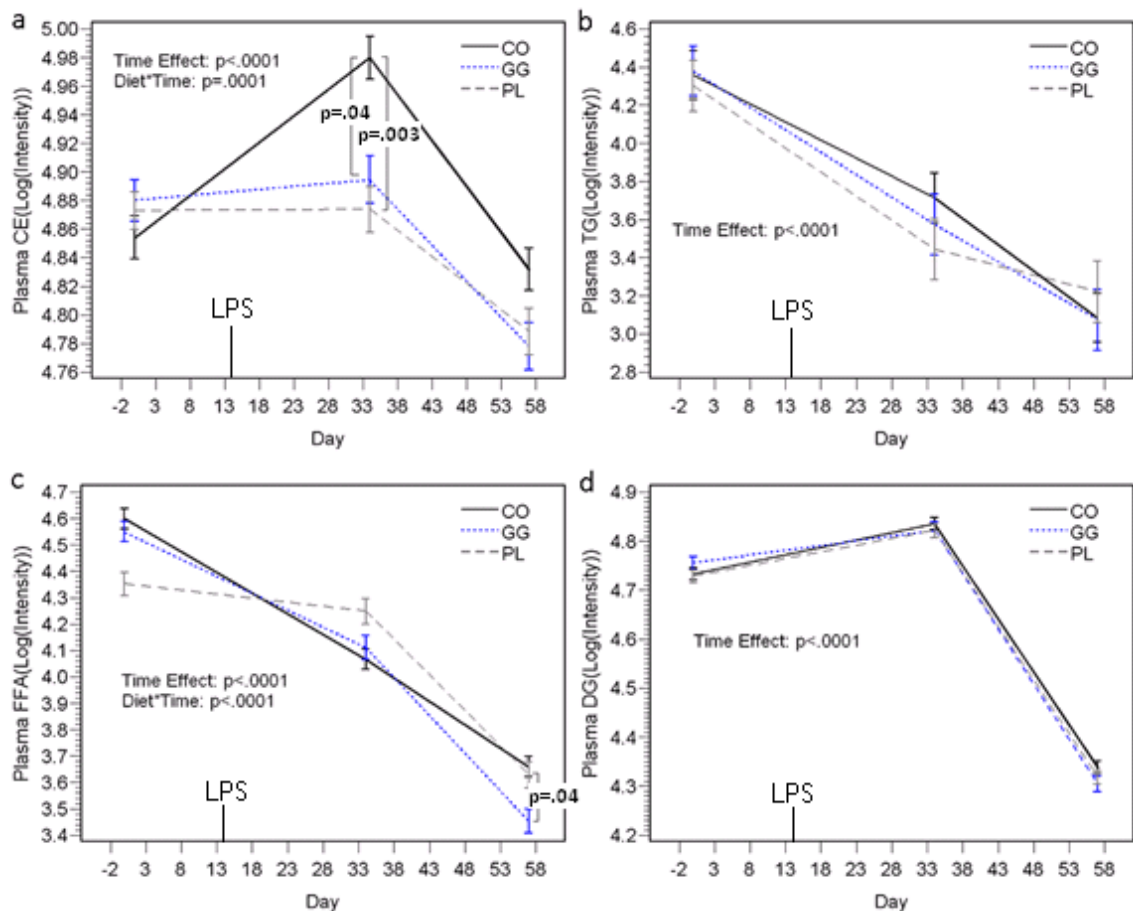 a
5.00
4.98
4.96
4.94
4.92
4.90
4.88
4.86
4.84
4.82
4.80
4.78
4.76
Plasma CE(Log(Intensity))
Time Effect: p<.0001
Diet*Time: p=.0001
CO
GG
PL
p=.04
p=.003
LPS
-2 3 8 13 18 23 28 33 38 43 48 53 58
Day
b
4.6
4.4
4.2
4.0
3.8
3.6
3.4
3.2
3.0
2.8
Plasma TG(Log(Intensity))
CO
GG
PL
Time Effect: p<.0001
LPS
-2 3 8 13 18 23 28 33 38 43 48 53 58
Day
c
4.7
4.6
4.5
4.4
4.3
4.2
4.1
4.0
3.9
3.8
3.7
3.6
3.5
3.4
Plasma FFA(Log(Intensity))
CO
GG
PL
Time Effect: p<.0001
Diet*Time: p<.0001
LPS
p=.04
-2 3 8 13 18 23 28 33 38 43 48 53 58
Day
d
4.9
4.8
4.7
4.6
4.5
4.4
4.3
4.2
Plasma DG(Log(Intensity))
CO
GG
PL
Time Effect: p<.0001
LPS
-2 3 8 13 18 23 28 33 38 43 48 53 58
Day